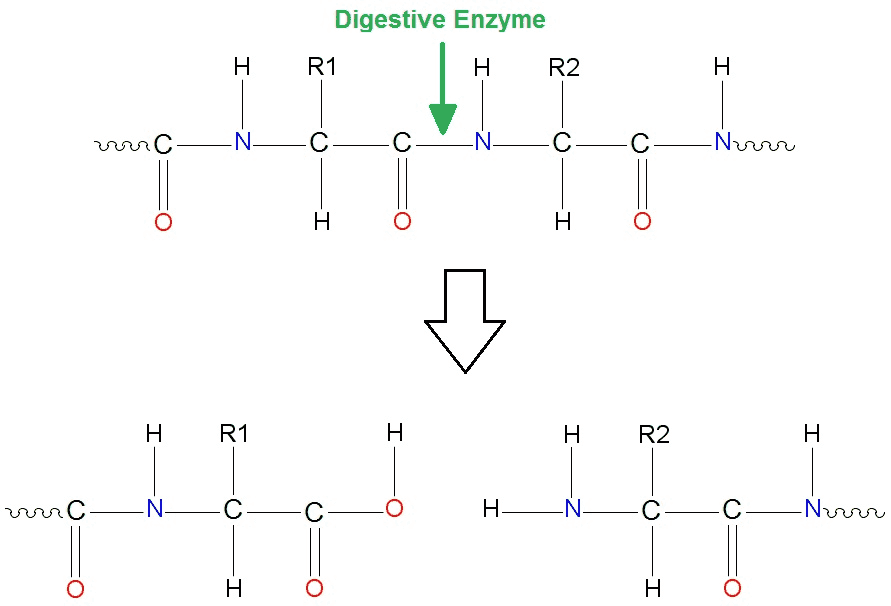 Digestive Enzyme
H R1 H R2 H
C N C C N C C N
O H O H O
H R1 H H R2 H
C N C C O H N C C N
O H O H O